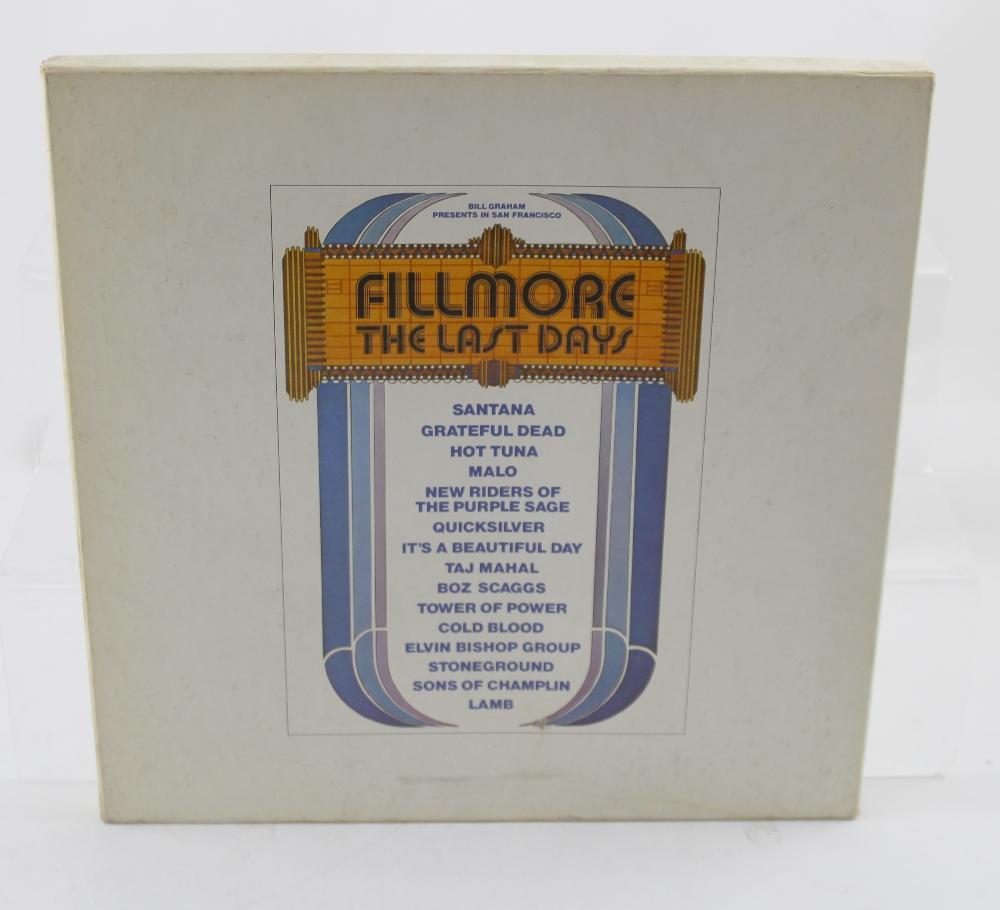 BILL GRAHAM
PRESENTS IN SAN FRANCISCO
FILLMORE
THE LAST DAYS
SANTANA
GRATEFUL DEAD
HOT TUNA
MALO
NEW RIDERS OF
THE PURPLE SAGE
QUICKSILVER
IT'S A BEAUTIFUL DAY
TAJ MAHAL
BOZ SCAGGS
TOWER OF POWER
COLD BLOOD
ELVIN BISHOP GROUP
STONEGROUND
SONS OF CHAMPLIN
LAMB